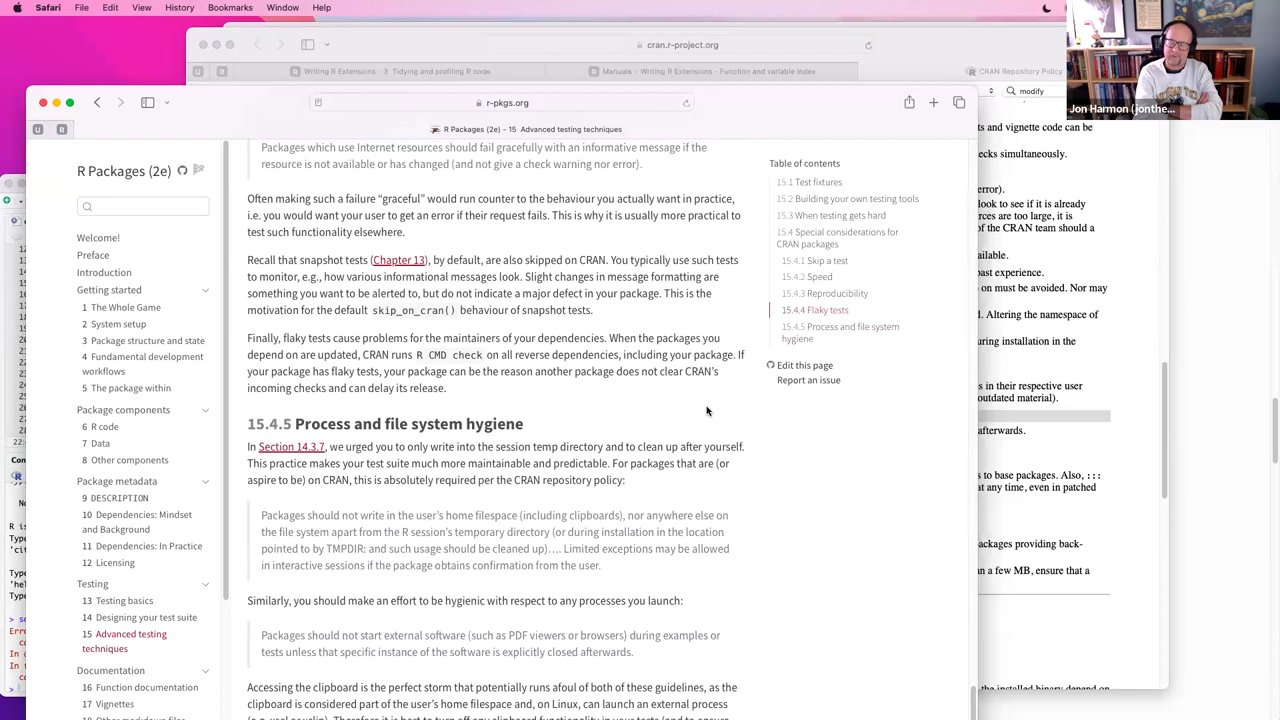 Safari File Edit View History Bookmarks Window Help
cran.r-project.org
Writing R Extensions - 3 Tidying and profiling R code
Manuals :: Writing R Extensions - Function and variable index
CRAN Repository Policy
modify
Jon Harmon (jonthe...
r-pkgs.org
R Packages (2e) - 15 Advanced testing techniques
R Packages (2e)
Welcome!
Preface
Introduction
Getting started
1 The Whole Game
2 System setup
3 Package structure and state
4 Fundamental development
workflows
5 The package within
Package components
6 R code
7 Data
8 Other components
Package metadata
9 DESCRIPTION
10 Dependencies: Mindset
and Background
11 Dependencies: In Practice
12 Licensing
Testing
13 Testing basics
14 Designing your test suite
15 Advanced testing
techniques
Documentation
16 Function documentation
17 Vignettes
18 Other markdown files
Packages which use Internet resources should fail gracefully with an informative message if the
resource is not available or has changed (and not give a check warning nor error).
Often making such a failure “graceful” would run counter to the behaviour you actually want in practice,
i.e. you would want your user to get an error if their request fails. This is why it is usually more practical to
test such functionality elsewhere.
Recall that snapshot tests (Chapter 13), by default, are also skipped on CRAN. You typically use such tests
to monitor, e.g., how various informational messages look. Slight changes in message formatting are
something you want to be alerted to, but do not indicate a major defect in your package. This is the
motivation for the default skip_on_cran() behaviour of snapshot tests.
Finally, flaky tests cause problems for the maintainers of your dependencies. When the packages you
depend on are updated, CRAN runs R CMD check on all reverse dependencies, including your package. If
your package has flaky tests, your package can be the reason another package does not clear CRAN’s
incoming checks and can delay its release.
15.4.5 Process and file system hygiene
In Section 14.3.7, we urged you to only write into the session temp directory and to clean up after yourself.
This practice makes your test suite much more maintainable and predictable. For packages that are (or
aspire to be) on CRAN, this is absolutely required per the CRAN repository policy:
Packages should not write in the user’s home filespace (including clipboards), nor anywhere else on
the file system apart from the R session’s temporary directory (or during installation in the location
pointed to by TMPDIR: and such usage should be cleaned up)…. Limited exceptions may be allowed
in interactive sessions if the package obtains confirmation from the user.
Similarly, you should make an effort to be hygienic with respect to any processes you launch:
Packages should not start external software (such as PDF viewers or browsers) during examples or
tests unless that specific instance of the software is explicitly closed afterwards.
Accessing the clipboard is the perfect storm that potentially runs afoul of both of these guidelines, as the
clipboard is considered part of the user’s home filespace and, on Linux, can launch an external process
Table of contents
15.1 Test fixtures
15.2 Building your own testing tools
15.3 When testing gets hard
15.4 Special considerations for
CRAN packages
15.4.1 Skip a test
15.4.2 Speed
15.4.3 Reproducibility
15.4.4 Flaky tests
15.4.5 Process and file system
hygiene
Edit this page
Report an issue
ts and vignette code can be
ecks simultaneously.
error).
look to see if it is already
rces are too large, it is
of the CRAN team should a
ailable.
past experience.
on must be avoided. Nor may
d. Altering the namespace of
uring installation in the
s in their respective user
outdated material).
afterwards.
s to base packages. Also, :::
at any time, even in patched
ackages providing back-
n a few MB, ensure that a
the installed binary depend on